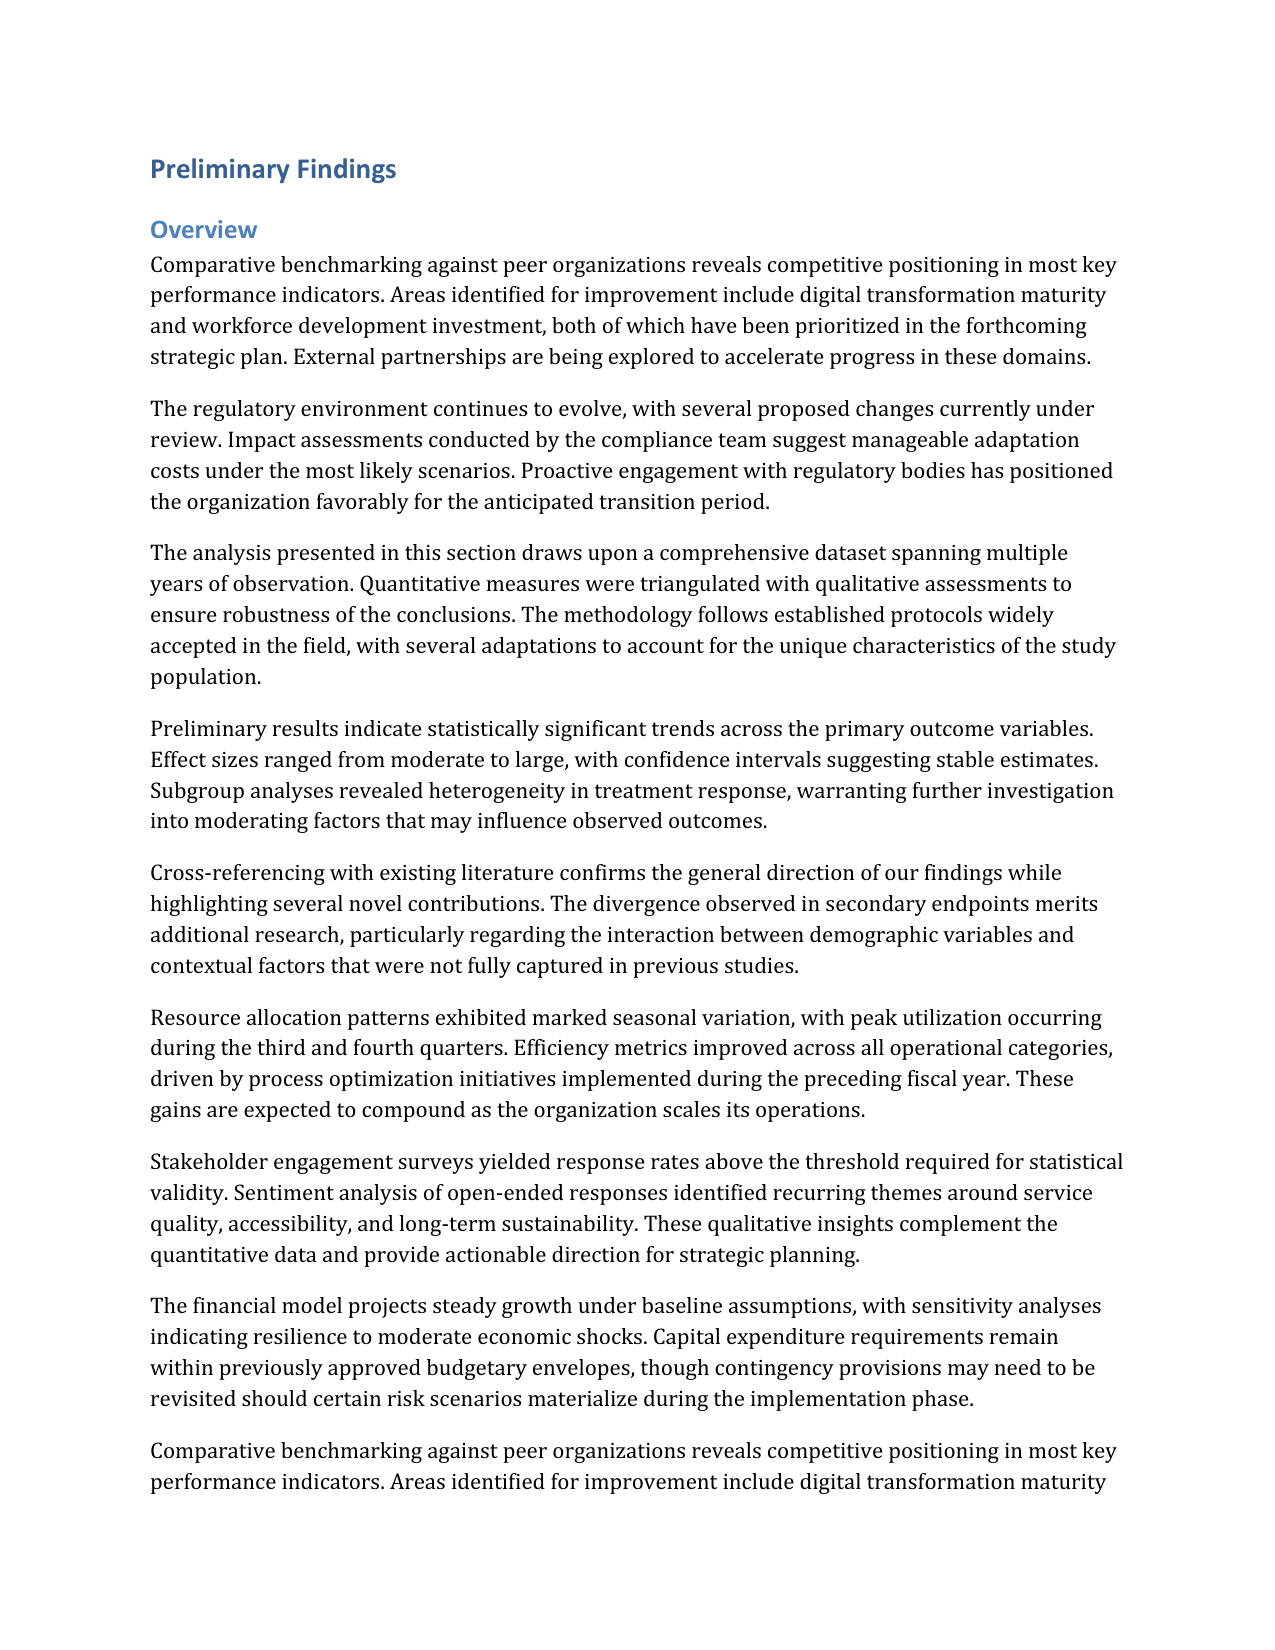 Preliminary Findings
Overview
Comparative benchmarking against peer organizations reveals competitive positioning in most key
performance indicators. Areas identified for improvement include digital transformation maturity
and workforce development investment, both of which have been prioritized in the forthcoming
strategic plan. External partnerships are being explored to accelerate progress in these domains.
The regulatory environment continues to evolve, with several proposed changes currently under
review. Impact assessments conducted by the compliance team suggest manageable adaptation
costs under the most likely scenarios. Proactive engagement with regulatory bodies has positioned
the organization favorably for the anticipated transition period.
The analysis presented in this section draws upon a comprehensive dataset spanning multiple
years of observation. Quantitative measures were triangulated with qualitative assessments to
ensure robustness of the conclusions. The methodology follows established protocols widely
accepted in the field, with several adaptations to account for the unique characteristics of the study
population.
Preliminary results indicate statistically significant trends across the primary outcome variables.
Effect sizes ranged from moderate to large, with confidence intervals suggesting stable estimates.
Subgroup analyses revealed heterogeneity in treatment response, warranting further investigation
into moderating factors that may influence observed outcomes.
Cross-referencing with existing literature confirms the general direction of our findings while
highlighting several novel contributions. The divergence observed in secondary endpoints merits
additional research, particularly regarding the interaction between demographic variables and
contextual factors that were not fully captured in previous studies.
Resource allocation patterns exhibited marked seasonal variation, with peak utilization occurring
during the third and fourth quarters. Efficiency metrics improved across all operational categories,
driven by process optimization initiatives implemented during the preceding fiscal year. These
gains are expected to compound as the organization scales its operations.
Stakeholder engagement surveys yielded response rates above the threshold required for statistical
validity. Sentiment analysis of open-ended responses identified recurring themes around service
quality, accessibility, and long-term sustainability. These qualitative insights complement the
quantitative data and provide actionable direction for strategic planning.
The financial model projects steady growth under baseline assumptions, with sensitivity analyses
indicating resilience to moderate economic shocks. Capital expenditure requirements remain
within previously approved budgetary envelopes, though contingency provisions may need to be
revisited should certain risk scenarios materialize during the implementation phase.
Comparative benchmarking against peer organizations reveals competitive positioning in most key
performance indicators. Areas identified for improvement include digital transformation maturity